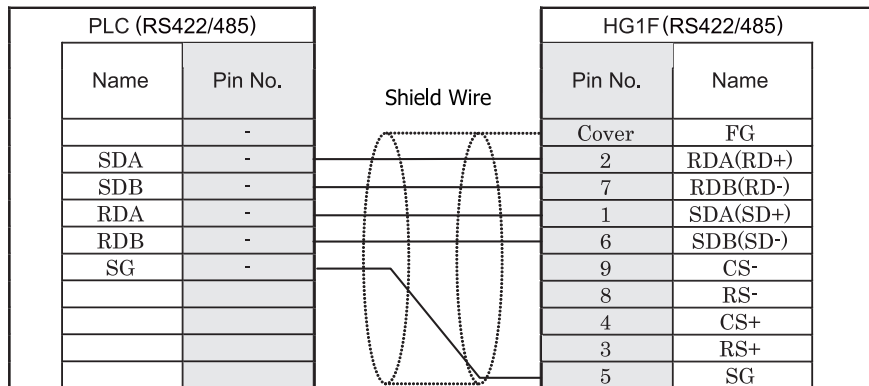 PLC (RS422/485) HG1F(RS422/485)
Name Pin No. Shield Wire Pin No. Name
- Cover FG
SDA - 2 RDA(RD+)
SDB - 7 RDB(RD-)
RDA - 1 SDA(SD+)
RDB - 6 SDB(SD-)
SG - 9 CS-
8 RS-
4 CS+
3 RS+
5 SG